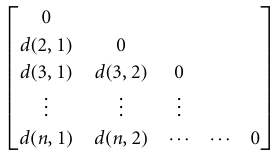 0
d(2, 1) 0
d(3, 1) d(3, 2) 0
⋮ ⋮ ⋮
d(n, 1) d(n, 2) ⋯ ⋯ 0